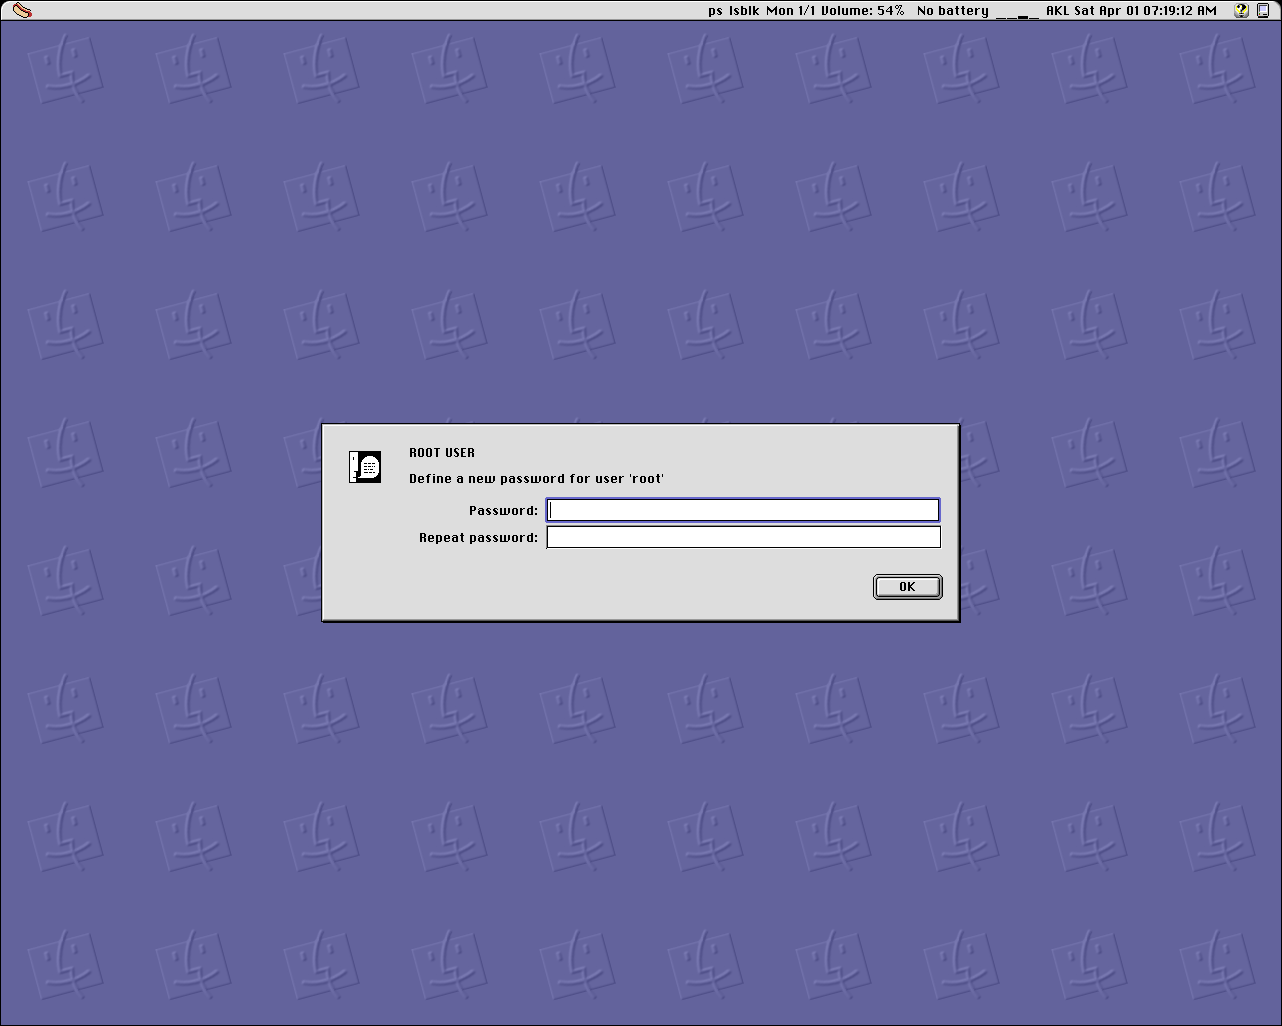 ps lsblk Mon 1/1 Volume: 54% No battery AKL Sat Apr 01 07:19:12 AM
ROOT USER
Define a new password for user 'root'
Password:
Repeat password:
OK